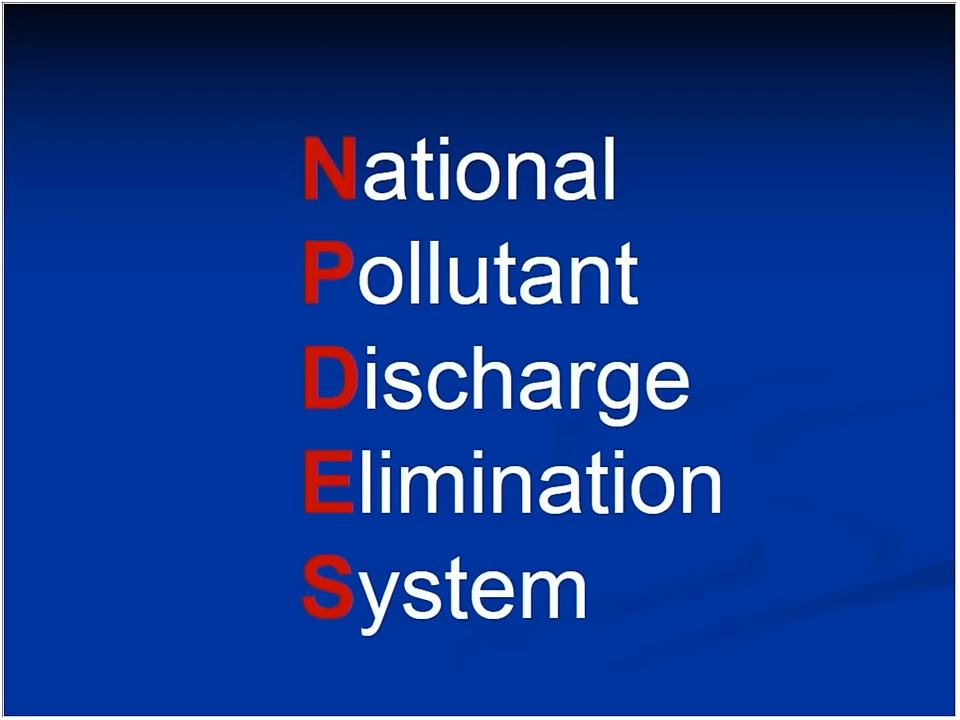 National
Pollutant
Discharge
Elimination
System